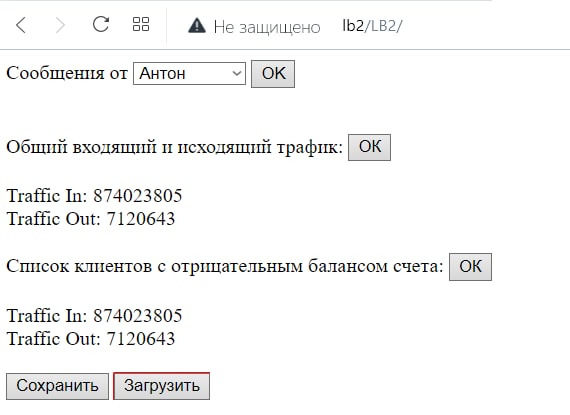 Не защищено lb2/LB2/
Сообщения от Антон OK
Общий входящий и исходящий трафик: OK
Traffic In: 874023805
Traffic Out: 7120643
Список клиентов с отрицательным балансом счета: OK
Traffic In: 874023805
Traffic Out: 7120643
Сохранить Загрузить